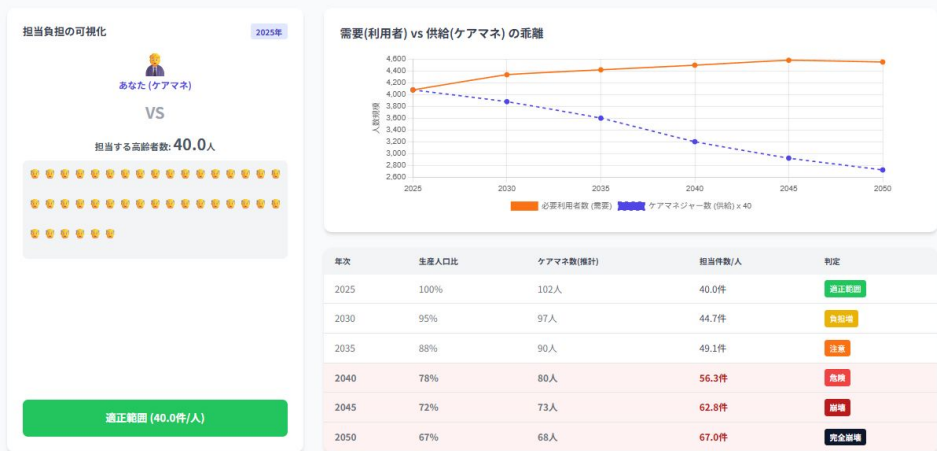 担当負担の可視化
2025年
あなた (ケアマネ)
VS
担当する高齢者数: 40.0人
適正範囲 (40.0件/人)
需要(利用者) vs 供給(ケアマネ) の乖離
人数規模
4,600
4,400
4,200
4,000
3,800
3,600
3,400
3,200
3,000
2,800
2,600
2025 2030 2035 2040 2045 2050
必要利用者数 (需要) ケアマネジャー数 (供給) x 40
年次 生産人口比 ケアマネ数(推計) 担当件数/人 判定
2025 100% 102人 40.0件 適正範囲
2030 95% 97人 44.7件 負担増
2035 88% 90人 49.1件 注意
2040 78% 80人 56.3件 危険
2045 72% 73人 62.8件 崩壊
2050 67% 68人 67.0件 完全崩壊